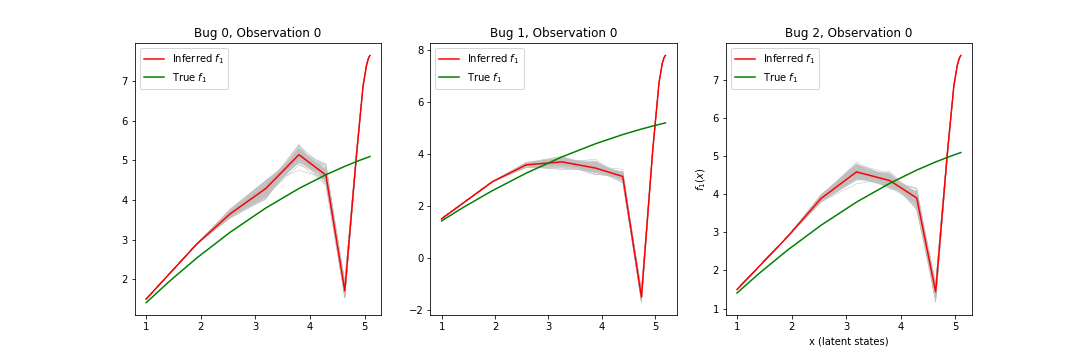 Bug 0, Observation 0
Inferred f₁
True f₁
7
6
5
4
3
2
1 2 3 4 5
Bug 1, Observation 0
Inferred f₁
True f₁
8
6
4
2
0
−2
1 2 3 4 5
Bug 2, Observation 0
Inferred f₁
True f₁
f₁(x)
7
6
5
4
3
2
1
1 2 3 4 5
x (latent states)